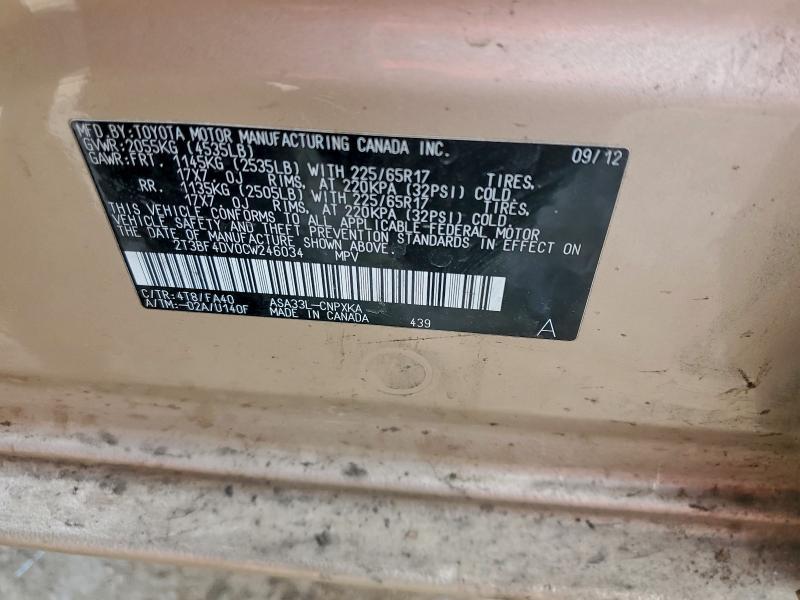 MFD.BY:TOYOTA MOTOR MANUFACTURING CANADA INC. 09/12
GVWR:2055KG (4535LB)
GAWR:FRT. 1145KG (2535LB) WITH 225/65R17 TIRES,
17X7.0J RIMS, AT 220KPA (32PSI) COLD
RR. 1135KG (2505LB) WITH 225/65R17 TIRES,
17X7.0J RIMS, AT 220KPA (32PSI) COLD
THIS VEHICLE CONFORMS TO ALL APPLICABLE FEDERAL MOTOR
VEHICLE SAFETY AND THEFT PREVENTION STANDARDS IN EFFECT ON
THE DATE OF MANUFACTURE SHOWN ABOVE.
2T3BF4DV0CW246034 MPV
C/TR:4T8/FA40 ASA33L-CNPXKA
A/TM:-02A/U140F MADE IN CANADA 439 A